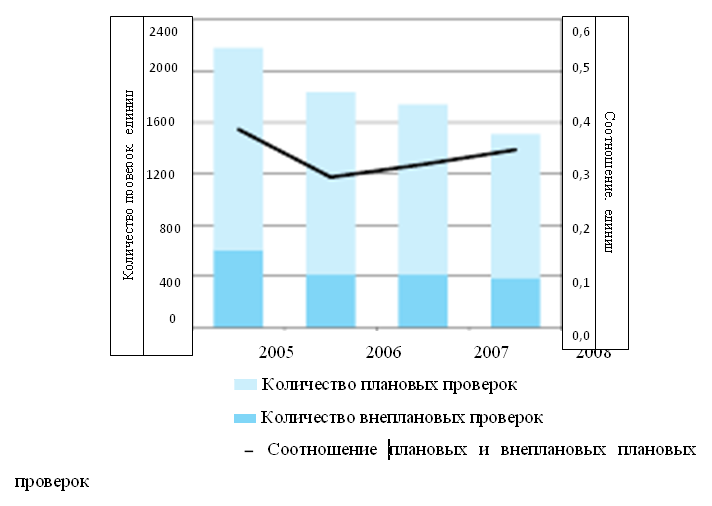 2400
2000
1600
1200
800
400
0
Количество проверок единиц
0,6
0,5
0,4
0,3
0,2
0,1
0,0
Соотношение. единиц
2005 2006 2007 2008
Количество плановых проверок
Количество внеплановых проверок
Соотношение плановых и внеплановых плановых
проверок